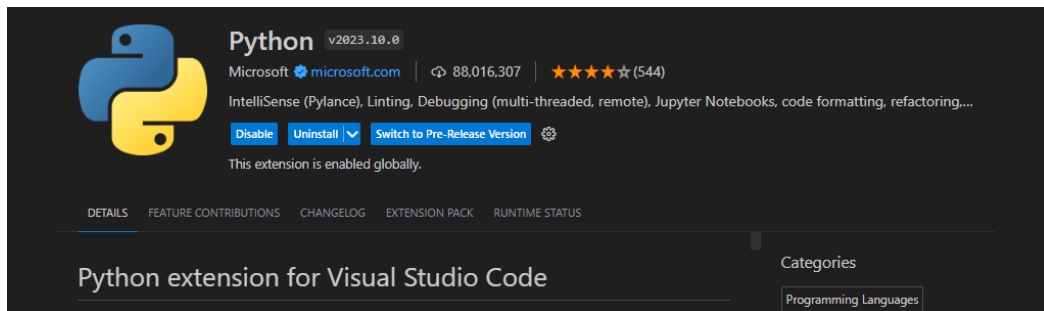 Python v2023.10.0
Microsoft microsoft.com 88,016,307 (544)
IntelliSense (Pylance), Linting, Debugging (multi-threaded, remote), Jupyter Notebooks, code formatting, refactoring,...
Disable Uninstall Switch to Pre-Release Version
This extension is enabled globally.
DETAILS FEATURE CONTRIBUTIONS CHANGELOG EXTENSION PACK RUNTIME STATUS
Python extension for Visual Studio Code
Categories
Programming Languages